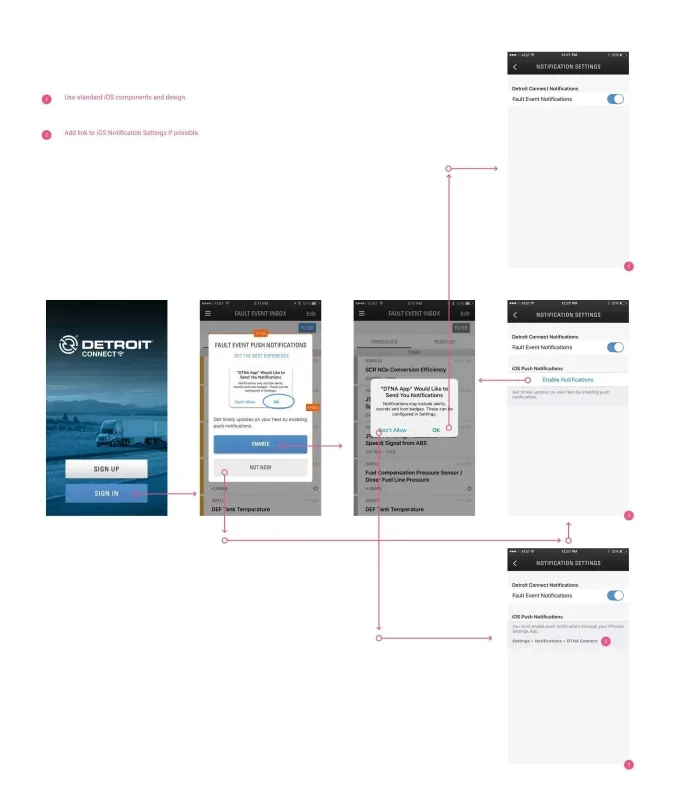 1 Use standard iOS components and design.
2 Add link to iOS Notification Settings if possible.
AT&T 12:27 PM
NOTIFICATION SETTINGS
Detroit Connect Notifications
Fault Event Notifications
1
DETROIT
CONNECT
SIGN UP
SIGN IN
AT&T 3:17 PM 57%
FAULT EVENT INBOX Edit
FILTER
FAULT EVENT PUSH NOTIFICATIONS
GET THE BEST EXPERIENCE
"DTNA App" Would Like to
Send You Notifications
Notifications may include alerts,
sounds and icon badges. These can be
configured in Settings.
Don't Allow OK
Get timely updates on your fleet by enabling
push notifications.
ENABLE
NOT NOW
DEF Tank Temperature
AT&T 3:17 PM 57%
FAULT EVENT INBOX Edit
FILTER
TODAY
SCR NOx Conversion Efficiency
"DTNA App" Would Like to
Send You Notifications
Notifications may include alerts,
sounds and icon badges. These can be
configured in Settings.
Don't Allow OK
Speed) Signal from ABS
Fuel Compensation Pressure Sensor /
Doser Fuel Line Pressure
DEF Tank Temperature
AT&T 12:27 PM
NOTIFICATION SETTINGS
Detroit Connect Notifications
Fault Event Notifications
iOS Push Notifications
Enable Notifications
Get timely updates on your fleet by enabling push
notifications.
1
AT&T 12:27 PM
NOTIFICATION SETTINGS
Detroit Connect Notifications
Fault Event Notifications
iOS Push Notifications
You must enable push notifications through your iPhones
Settings App.
Settings > Notifications > DTNA Connect 2
1